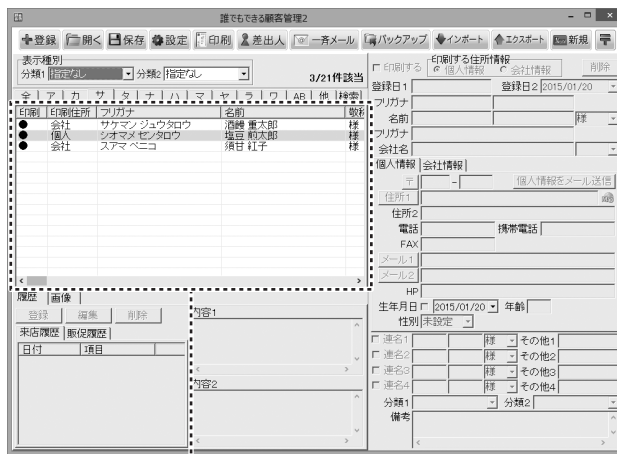 誰でもできる顧客管理2
登録 開く 保存 設定 印刷 差出人 一斉メール バックアップ インポート エクスポート 新規 〒
表示種別
分類1 指定なし 分類2 指定なし 3/21件該当
全 ア カ サ タ ナ ハ マ ヤ ラ ワ AB 他 検索
印刷 印刷住所 フリガナ 名前 敬称
● 会社 サケマン ジュウタロウ 酒饅 重太郎 様
● 個人 シオマメ センタロウ 塩豆 煎太郎 様
● 会社 スアマ ベニコ 須甘 紅子 様
履歴 画像
登録 編集 削除
来店履歴 販促履歴
日付 項目
内容1
内容2
印刷する 印刷する住所情報 個人情報 会社情報 削除
登録日1 登録日2 2015/01/20
フリガナ
名前 様
フリガナ
会社名
個人情報 会社情報
〒 - 個人情報をメール送信
住所1
住所2
電話 携帯電話
FAX
メール1
メール2
HP
生年月日 2015/01/20 年齢
性別 未設定
連名1 様 その他1
連名2 様 その他2
連名3 様 その他3
連名4 様 その他4
分類1 分類2
備考